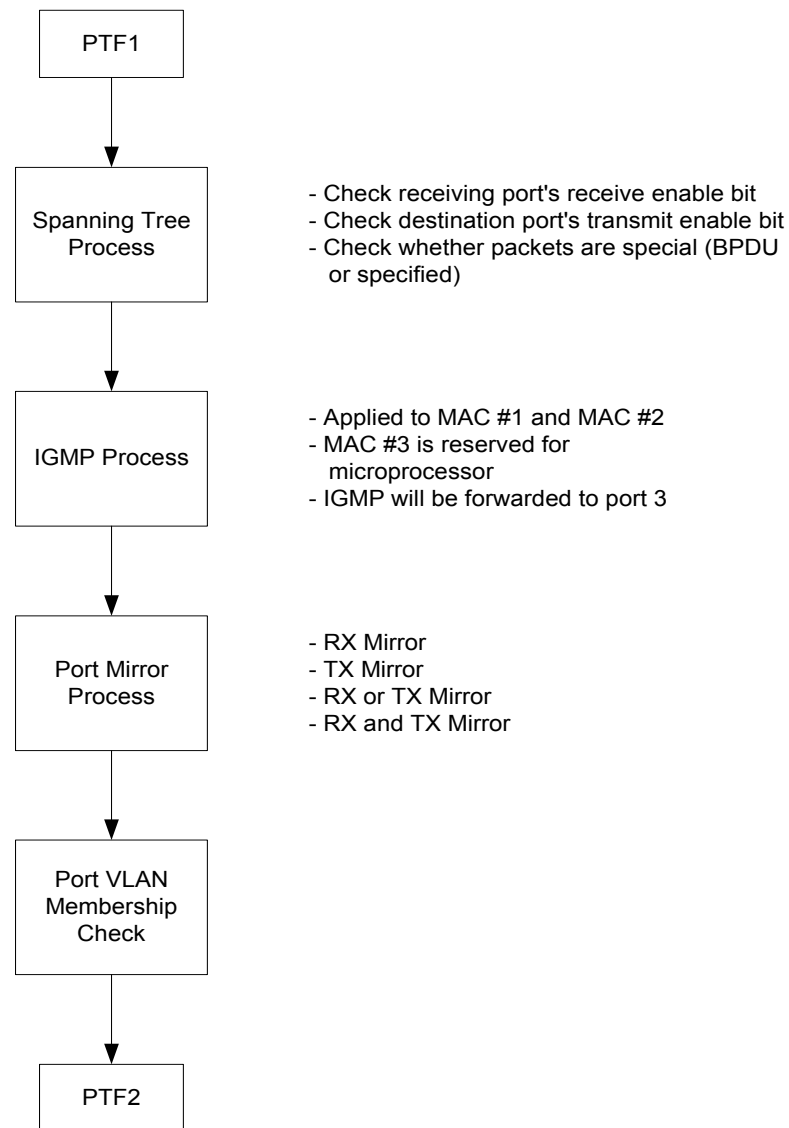 PTF1
Spanning Tree
Process
- Check receiving port's receive enable bit
- Check destination port's transmit enable bit
- Check whether packets are special (BPDU
or specified)
IGMP Process
- Applied to MAC #1 and MAC #2
- MAC #3 is reserved for
microprocessor
- IGMP will be forwarded to port 3
Port Mirror
Process
- RX Mirror
- TX Mirror
- RX or TX Mirror
- RX and TX Mirror
Port VLAN
Membership
Check
PTF2